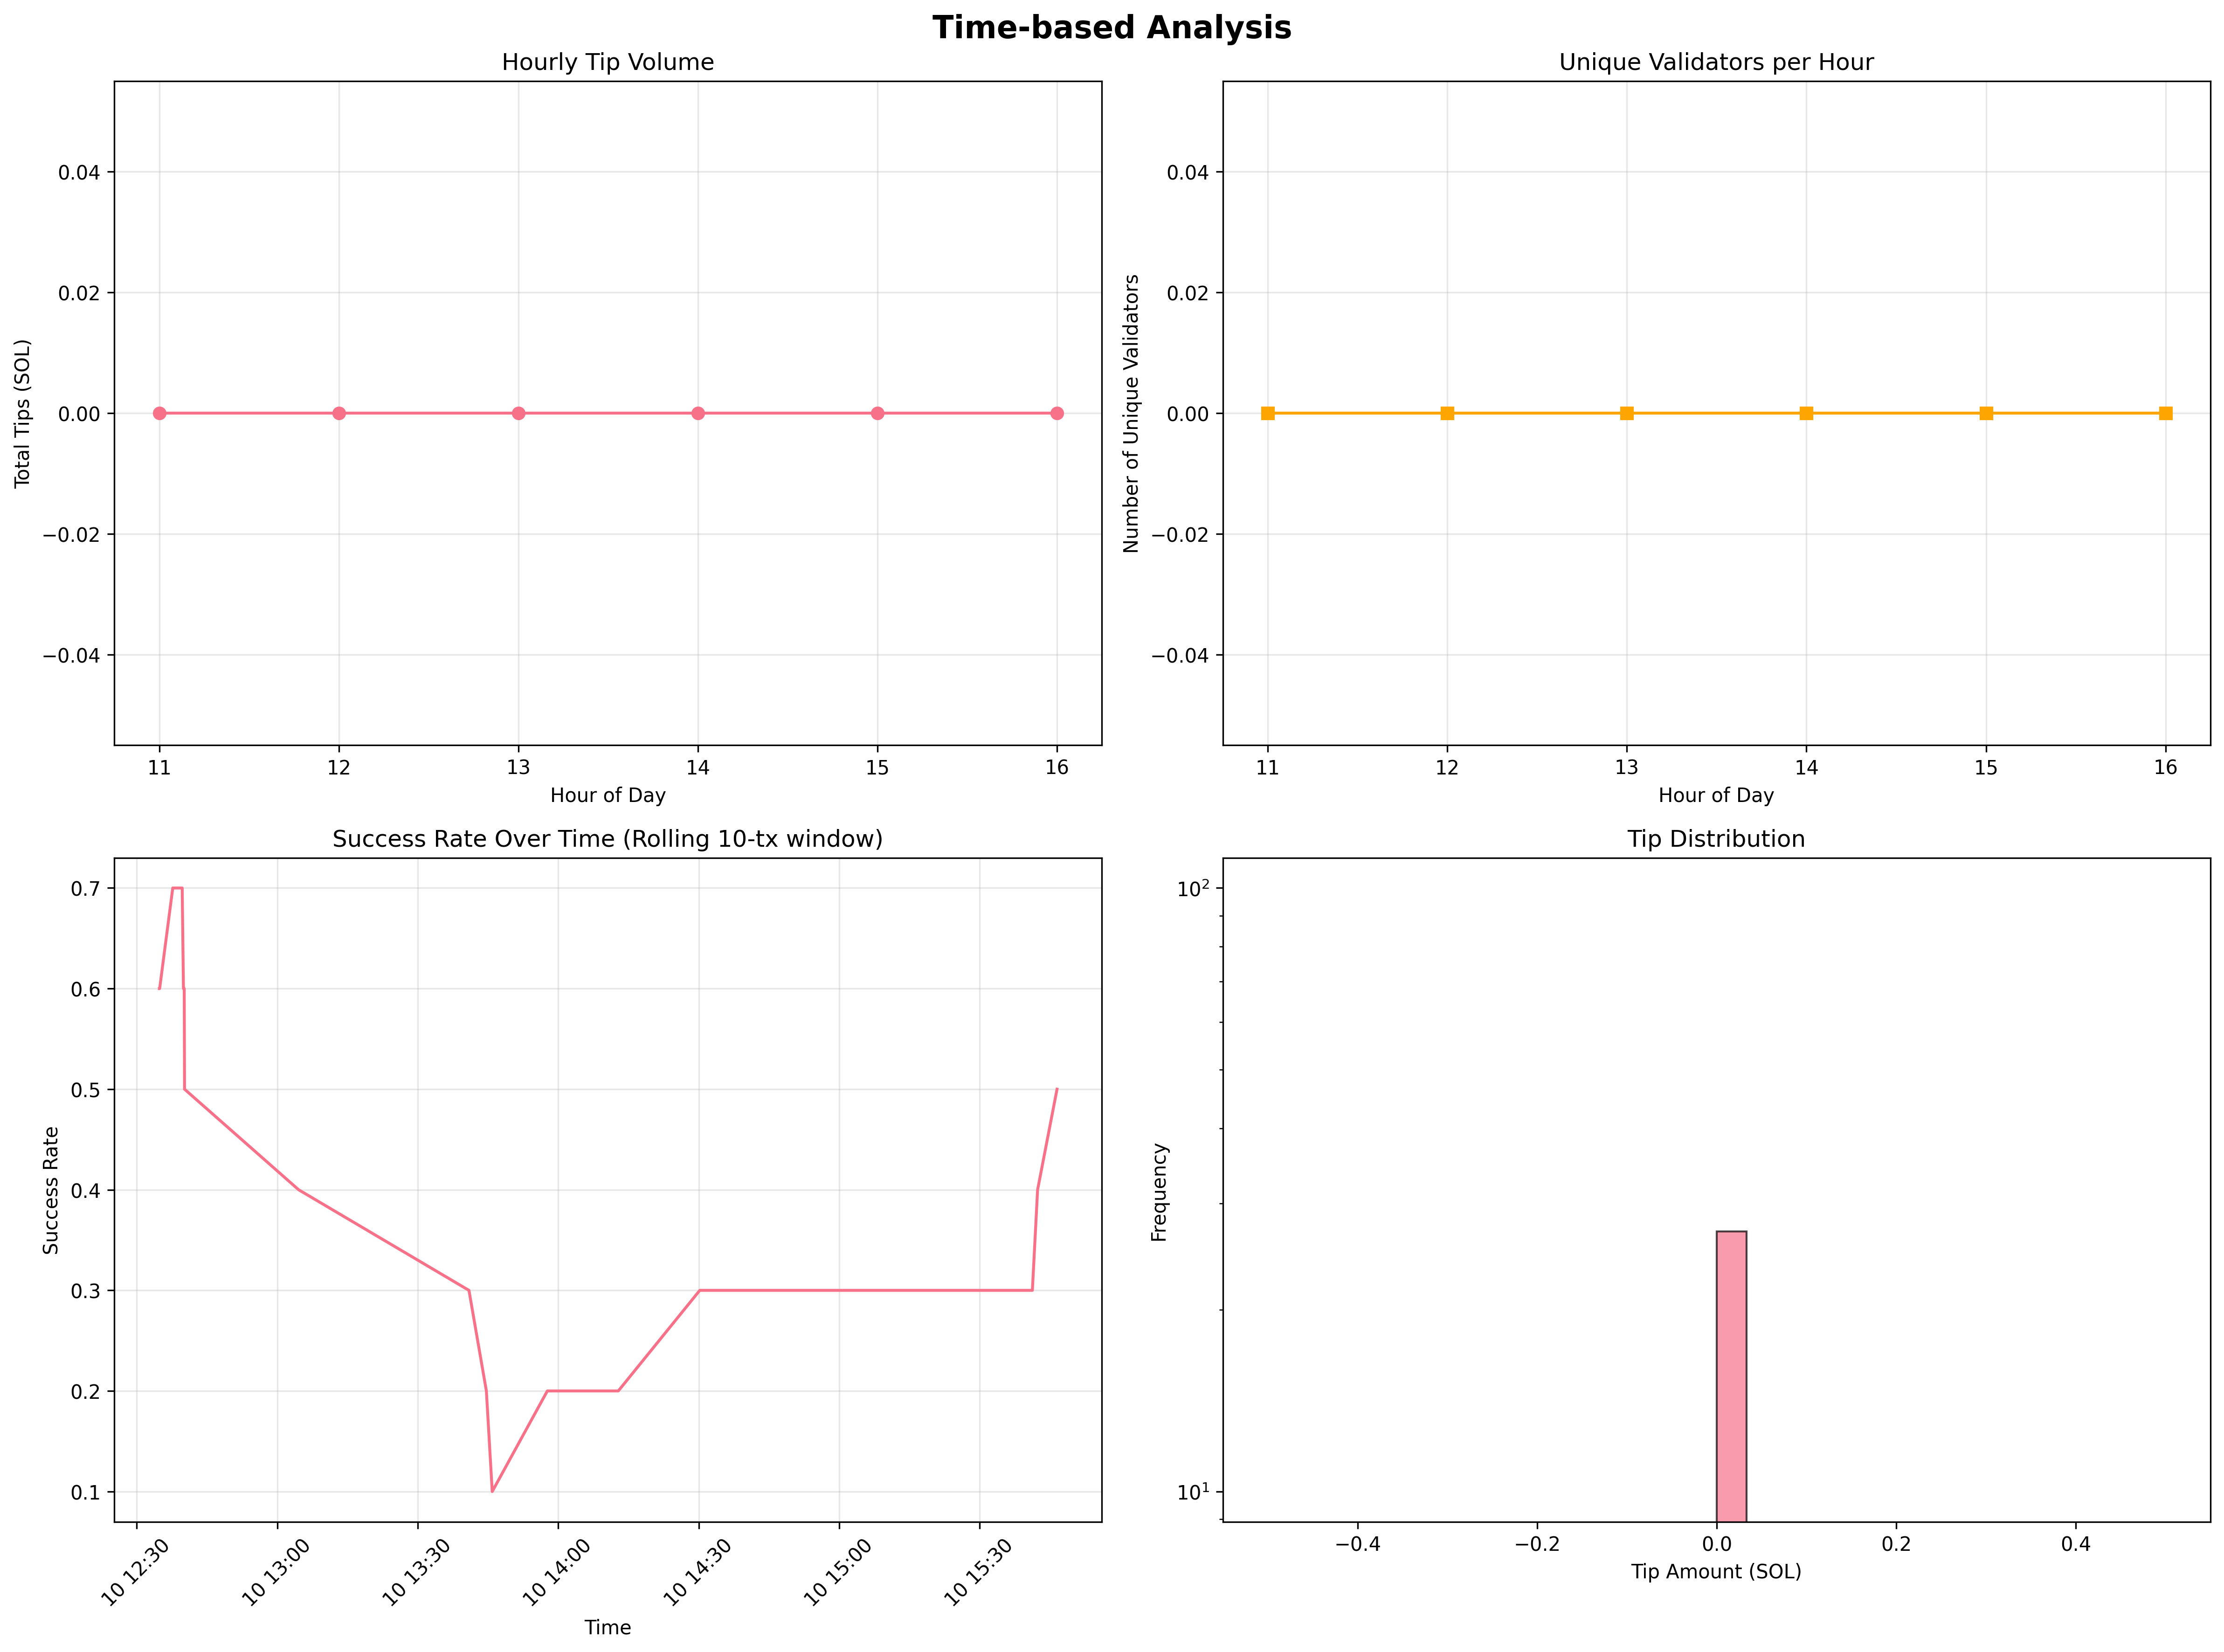 Time-based Analysis
Hourly Tip Volume
Total Tips (SOL)
0.04
0.02
0.00
−0.02
−0.04
11 12 13 14 15 16
Hour of Day
Unique Validators per Hour
Number of Unique Validators
0.04
0.02
0.00
−0.02
−0.04
11 12 13 14 15 16
Hour of Day
Success Rate Over Time (Rolling 10-tx window)
Success Rate
0.7
0.6
0.5
0.4
0.3
0.2
0.1
10 12:30 10 13:00 10 13:30 10 14:00 10 14:30 10 15:00 10 15:30
Time
Tip Distribution
Frequency
10²
10¹
−0.4 −0.2 0.0 0.2 0.4
Tip Amount (SOL)